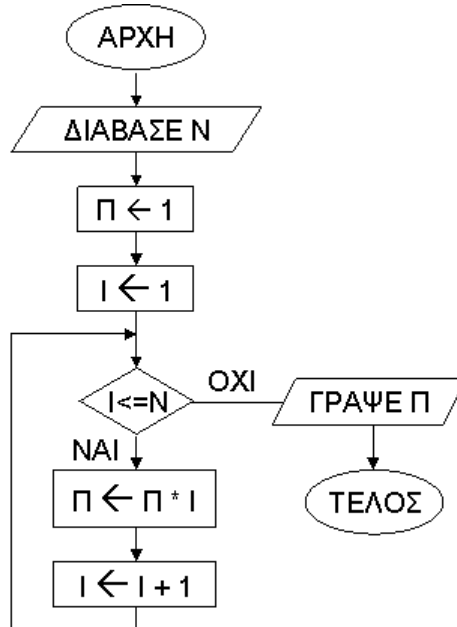 ΑΡΧΗ
ΔΙΑΒΑΣΕ Ν
Π ← 1
Ι ← 1
Ι<=Ν
ΟΧΙ
ΓΡΑΨΕ Π
ΝΑΙ
Π ← Π * Ι
ΤΕΛΟΣ
Ι ← Ι + 1